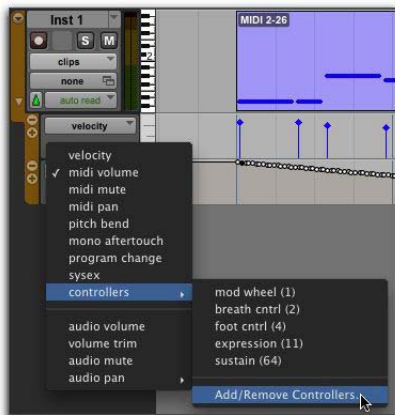 Inst 1
MIDI 2-26
S M
clips
2
none
auto read
velocity
velocity
✓ midi volume
midi mute
midi pan
pitch bend
mono aftertouch
program change
sysex
controllers
mod wheel (1)
breath cntrl (2)
foot cntrl (4)
expression (11)
sustain (64)
Add/Remove Controllers...
audio volume
volume trim
audio mute
audio pan